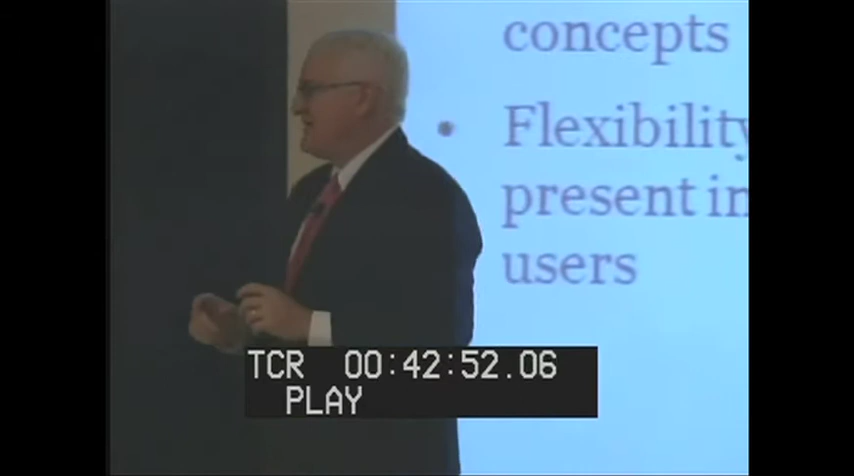 concepts
• Flexibility
present in
users
TCR 00:42:52.06
PLAY